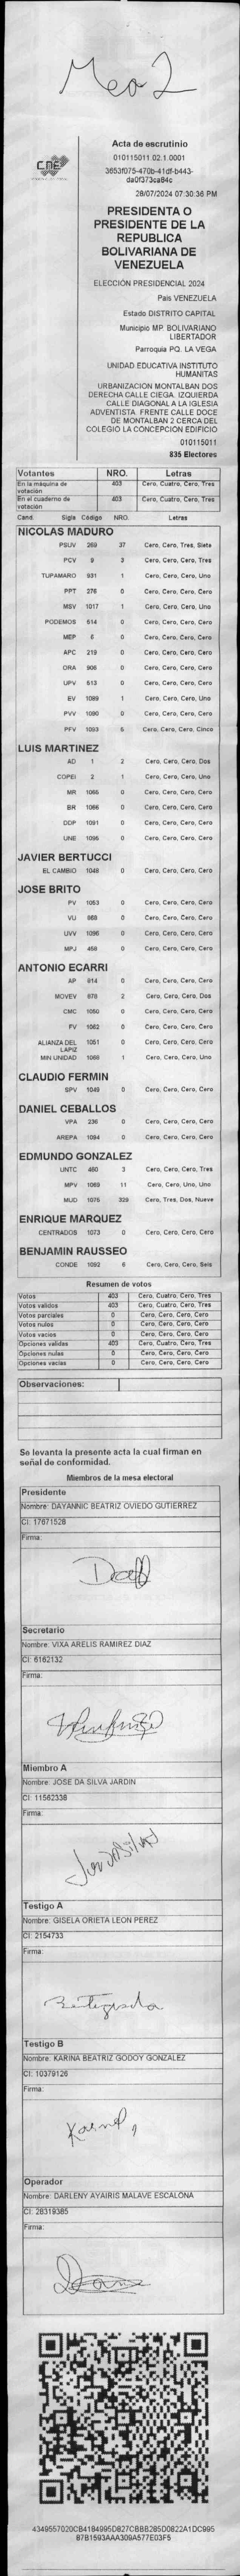 Mesa 2
CNE
Acta de escrutinio
010115011.02.1.0001
3653f075-470b-41df-b443-
da0f373ca84c
28/07/2024 07:30:36 PM
PRESIDENTA O
PRESIDENTE DE LA
REPUBLICA
BOLIVARIANA DE
VENEZUELA
ELECCIÓN PRESIDENCIAL 2024
País VENEZUELA
Estado DISTRITO CAPITAL
Municipio MP. BOLIVARIANO
LIBERTADOR
Parroquia PQ. LA VEGA
UNIDAD EDUCATIVA INSTITUTO
HUMANITAS
URBANIZACION MONTALBAN DOS
DERECHA CALLE CIEGA. IZQUIERDA
CALLE DIAGONAL A LA IGLESIA
ADVENTISTA. FRENTE CALLE DOCE
DE MONTALBAN 2 CERCA DEL
COLEGIO LA CONCEPCION EDIFICIO
010115011
835 Electores
Votantes NRO. Letras
En la máquina de votación 403 Cero, Cuatro, Cero, Tres
En el cuaderno de votación 403 Cero, Cuatro, Cero, Tres
Cand. Sigla Código NRO. Letras
NICOLAS MADURO
PSUV 269 37 Cero, Cero, Tres, Siete
PCV 9 3 Cero, Cero, Cero, Tres
TUPAMARO 931 1 Cero, Cero, Cero, Uno
PPT 276 0 Cero, Cero, Cero, Cero
MSV 1017 1 Cero, Cero, Cero, Uno
PODEMOS 514 0 Cero, Cero, Cero, Cero
MEP 6 0 Cero, Cero, Cero, Cero
APC 219 0 Cero, Cero, Cero, Cero
ORA 906 0 Cero, Cero, Cero, Cero
UPV 613 0 Cero, Cero, Cero, Cero
EV 1089 1 Cero, Cero, Cero, Uno
PVV 1090 0 Cero, Cero, Cero, Cero
PFV 1093 5 Cero, Cero, Cero, Cinco
LUIS MARTINEZ
AD 1 2 Cero, Cero, Cero, Dos
COPEI 2 1 Cero, Cero, Cero, Uno
MR 1065 0 Cero, Cero, Cero, Cero
BR 1066 0 Cero, Cero, Cero, Cero
DDP 1091 0 Cero, Cero, Cero, Cero
UNE 1095 0 Cero, Cero, Cero, Cero
JAVIER BERTUCCI
EL CAMBIO 1048 0 Cero, Cero, Cero, Cero
JOSE BRITO
PV 1053 0 Cero, Cero, Cero, Cero
VU 868 0 Cero, Cero, Cero, Cero
UVV 1096 0 Cero, Cero, Cero, Cero
MPJ 458 0 Cero, Cero, Cero, Cero
ANTONIO ECARRI
AP 914 0 Cero, Cero, Cero, Cero
MOVEV 978 2 Cero, Cero, Cero, Dos
CMC 1050 0 Cero, Cero, Cero, Cero
FV 1062 0 Cero, Cero, Cero, Cero
ALIANZA DEL LAPIZ 1051 0 Cero, Cero, Cero, Cero
MIN UNIDAD 1068 1 Cero, Cero, Cero, Uno
CLAUDIO FERMIN
SPV 1049 0 Cero, Cero, Cero, Cero
DANIEL CEBALLOS
VPA 236 0 Cero, Cero, Cero, Cero
AREPA 1094 0 Cero, Cero, Cero, Cero
EDMUNDO GONZALEZ
UNTC 460 3 Cero, Cero, Cero, Tres
MPV 1069 11 Cero, Cero, Uno, Uno
MUD 1075 329 Cero, Tres, Dos, Nueve
ENRIQUE MARQUEZ
CENTRADOS 1073 0 Cero, Cero, Cero, Cero
BENJAMIN RAUSSEO
CONDE 1092 6 Cero, Cero, Cero, Seis
Resumen de votos
Votos 403 Cero, Cuatro, Cero, Tres
Votos validos 403 Cero, Cuatro, Cero, Tres
Votos parciales 0 Cero, Cero, Cero, Cero
Votos nulos 0 Cero, Cero, Cero, Cero
Votos vacios 0 Cero, Cero, Cero, Cero
Opciones validas 403 Cero, Cuatro, Cero, Tres
Opciones nulas 0 Cero, Cero, Cero, Cero
Opciones vacias 0 Cero, Cero, Cero, Cero
Observaciones:
Se levanta la presente acta la cual firman en
señal de conformidad.
Miembros de la mesa electoral
Presidente
Nombre: DAYANNIC BEATRIZ OVIEDO GUTIERREZ
CI: 17671528
Firma:
Secretario
Nombre: VIXA ARELIS RAMIREZ DIAZ
CI: 6162132
Firma:
Miembro A
Nombre: JOSE DA SILVA JARDIN
CI: 11562338
Firma:
Testigo A
Nombre: GISELA ORIETA LEON PEREZ
CI: 2154733
Firma:
Testigo B
Nombre: KARINA BEATRIZ GODOY GONZALEZ
CI: 10379126
Firma:
Operador
Nombre: DARLENY AYAIRIS MALAVE ESCALONA
CI: 28319385
Firma:
4349557020CB4184995D827CBBB285D0822A1DC995
87B1593AAA309A577E03F5